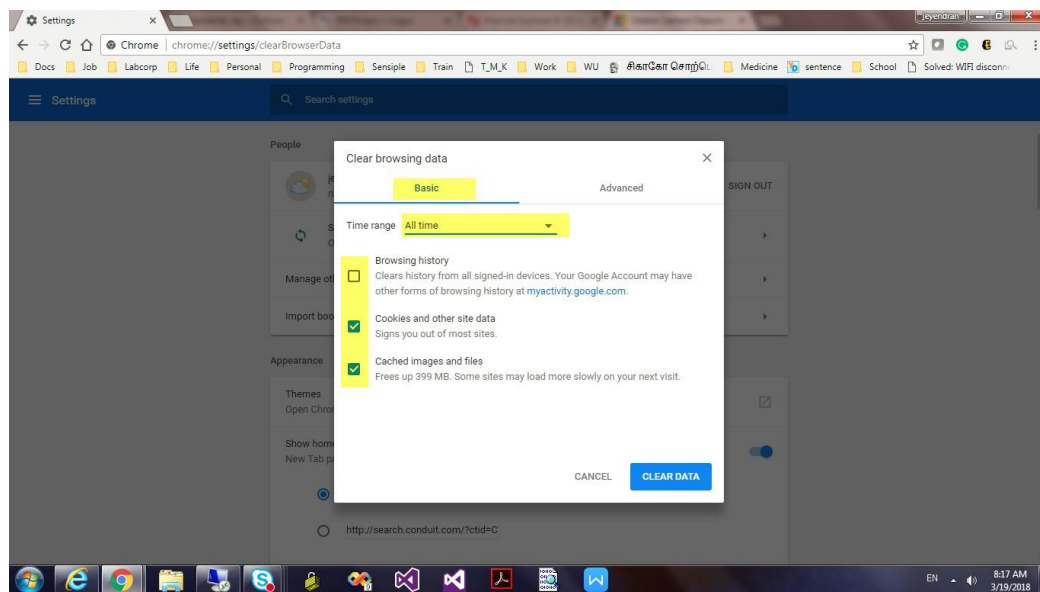 Settings
jeyendran
Chrome
chrome://settings/clearBrowserData
Docs
Job
Labcorp
Life
Personal
Programming
Sensiple
Train
T_M_K
Work
WU
Medicine
sentence
School
Solved: WIFI disconn
Settings
Search settings
People
SIGN OUT
Manage ot
Import boo
Appearance
Themes
Open Chro
Show hom
New Tab p
Clear browsing data
Basic
Advanced
Time range
All time
Browsing history
Clears history from all signed-in devices. Your Google Account may have
other forms of browsing history at myactivity.google.com.
Cookies and other site data
Signs you out of most sites.
Cached images and files
Frees up 399 MB. Some sites may load more slowly on your next visit.
CANCEL
CLEAR DATA
http://search.conduit.com/?ctid=C
EN
8:17 AM
3/19/2018